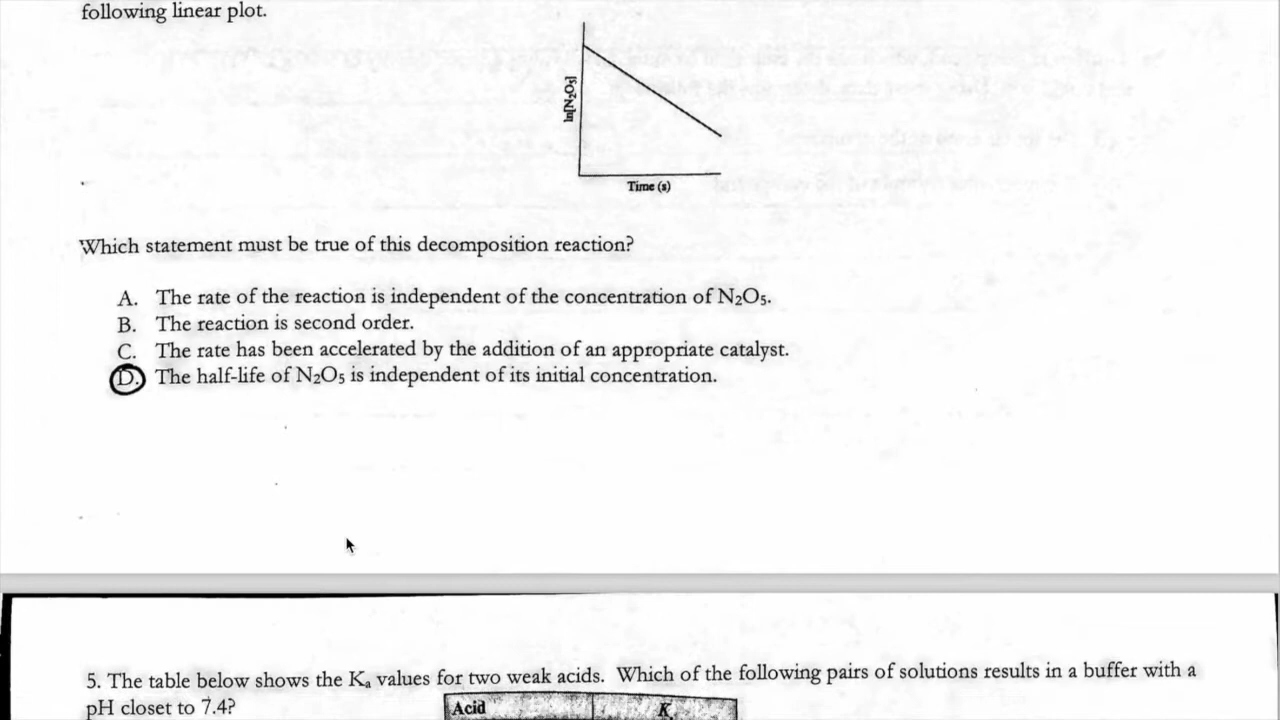 following linear plot.
ln[N₂O₅]
Time (s)
Which statement must be true of this decomposition reaction?
A. The rate of the reaction is independent of the concentration of N₂O₅.
B. The reaction is second order.
C. The rate has been accelerated by the addition of an appropriate catalyst.
D. The half-life of N₂O₅ is independent of its initial concentration.
5. The table below shows the Kₐ values for two weak acids. Which of the following pairs of solutions results in a buffer with a
pH closet to 7.4?
Acid K